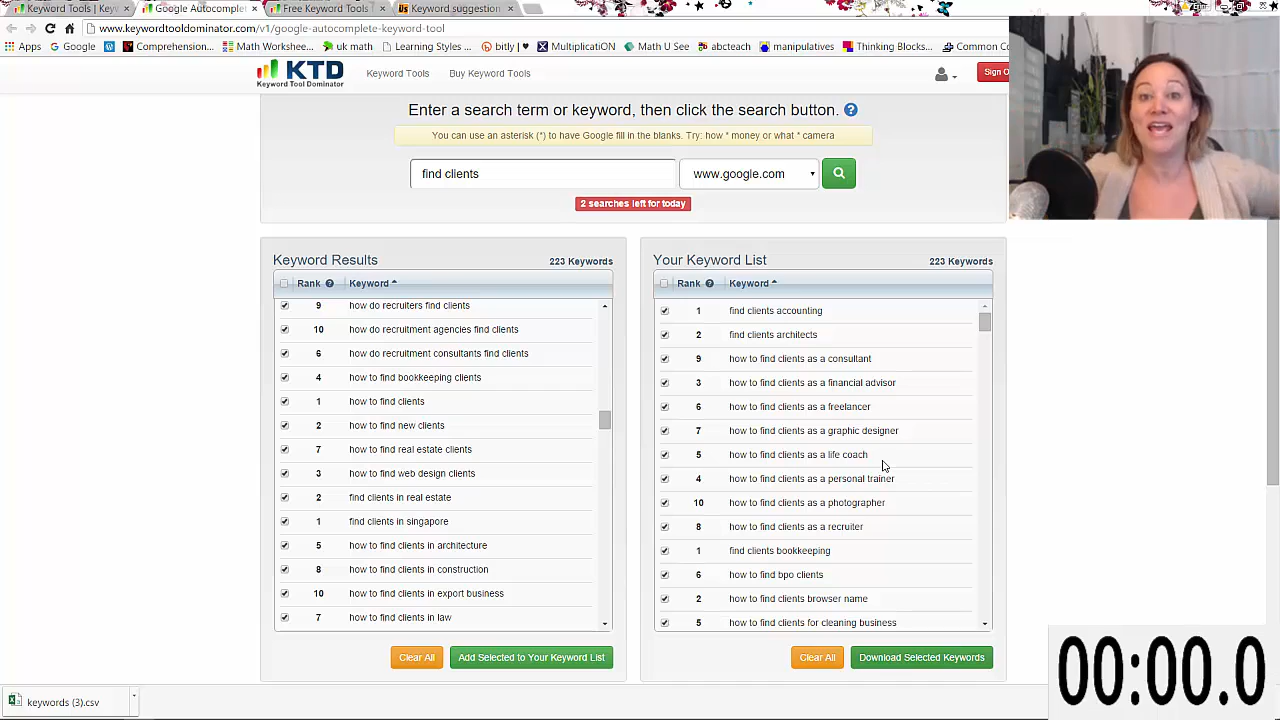 Keyword Tools | Key
Google Autocomplet
Free Keyword Tools
Keyword suggestion
www.keywordtooldominator.com/v1/google-autocomplete-keyword-tool
Apps Google Comprehension. Math Worksheet... uk math Learning Styles... bitly | ♥ MultiplicatiON Math U See abcteach manipulatives Thinking Blocks... Common Co
KTD
Keyword Tool Dominator
Keyword Tools Buy Keyword Tools
Sign O
Enter a search term or keyword, then click the search button. ?
You can use an asterisk (*) to have Google fill in the blanks. Try: how * money or what * camera
find clients www.google.com
2 searches left for today
Keyword Results 223 Keywords
Rank ? Keyword
9 how do recruiters find clients
10 how do recruitment agencies find clients
6 how do recruitment consultants find clients
4 how to find bookkeeping clients
1 how to find clients
2 how to find new clients
7 how to find real estate clients
3 how to find web design clients
2 find clients in real estate
1 find clients in singapore
5 how to find clients in architecture
8 how to find clients in construction
10 how to find clients in export business
7 how to find clients in law
Clear All Add Selected to Your Keyword List
Your Keyword List 223 Keywords
Rank ? Keyword
1 find clients accounting
2 find clients architects
9 how to find clients as a consultant
3 how to find clients as a financial advisor
6 how to find clients as a freelancer
7 how to find clients as a graphic designer
5 how to find clients as a life coach
4 how to find clients as a personal trainer
10 how to find clients as a photographer
8 how to find clients as a recruiter
1 find clients bookkeeping
6 how to find bpo clients
2 how to find clients browser name
5 how to find clients for cleaning business
Clear All Download Selected Keywords
keywords (3).csv
00:00.0